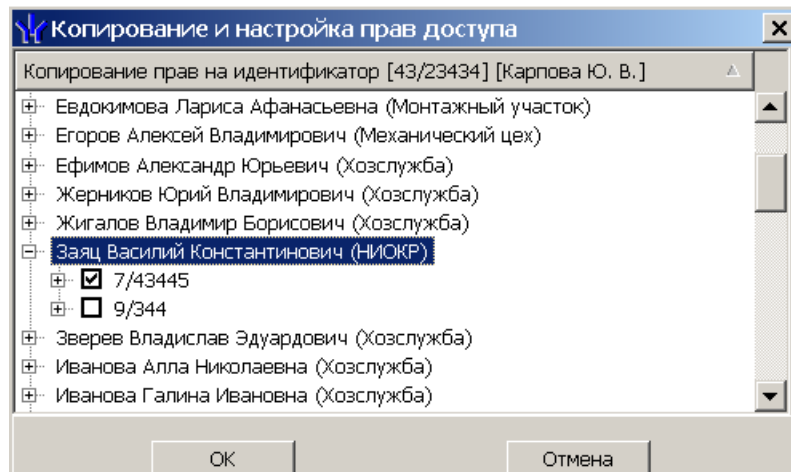 Копирование и настройка прав доступа
Копирование прав на идентификатор [43/23434] [Карпова Ю. В.]
Евдокимова Лариса Афанасьевна (Монтажный участок)
Егоров Алексей Владимирович (Механический цех)
Ефимов Александр Юрьевич (Хозслужба)
Жерников Юрий Владимирович (Хозслужба)
Жигалов Владимир Борисович (Хозслужба)
Заяц Василий Константинович (НИОКР)
7/43445
9/344
Зверев Владислав Эдуардович (Хозслужба)
Иванова Алла Николаевна (Хозслужба)
Иванова Галина Ивановна (Хозслужба)
ОК Отмена